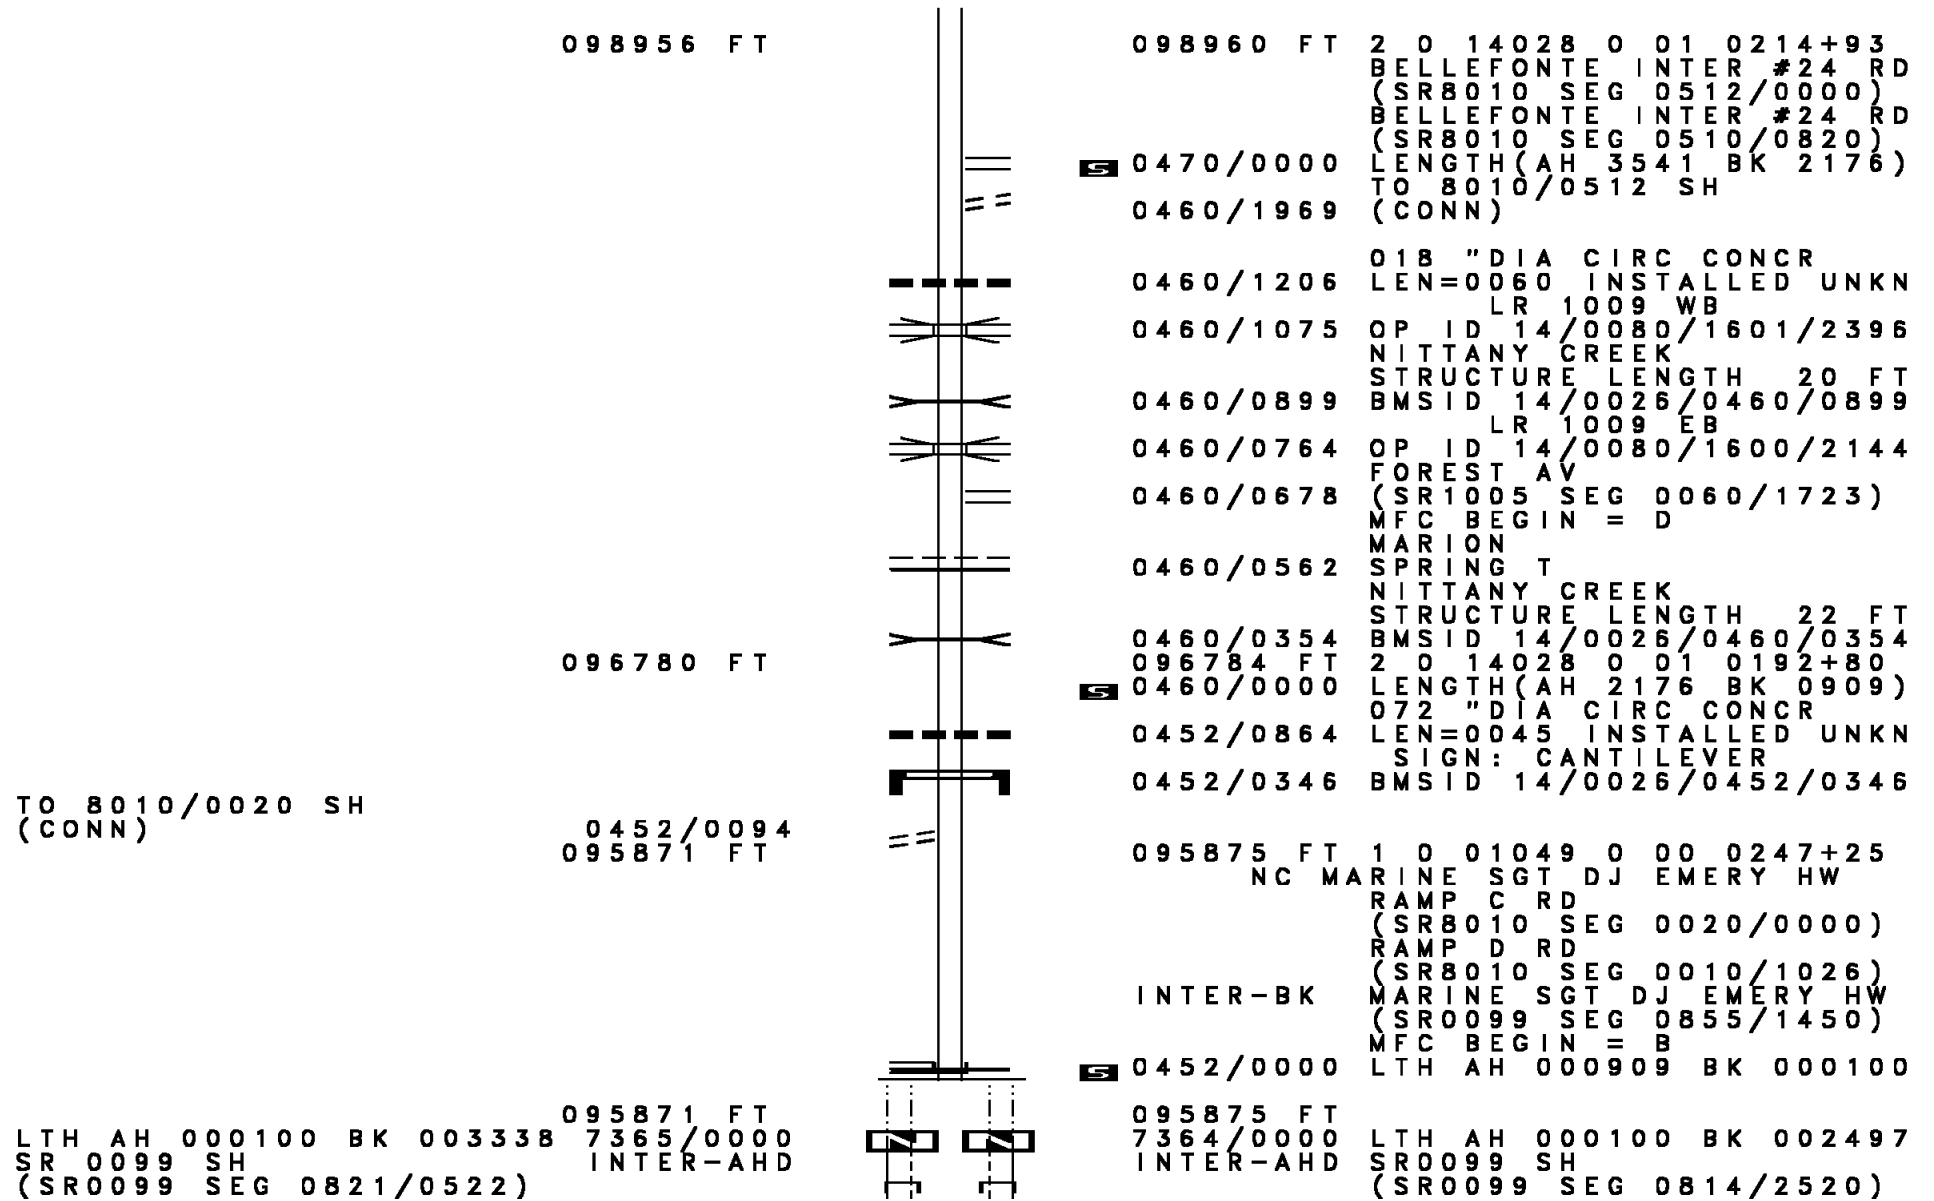 098956 FT 098960 FT 2 0 14028 0 01 0214+93
BELLEFONTE INTER #24 RD
(SR8010 SEG 0512/0000)
BELLEFONTE INTER #24 RD
(SR8010 SEG 0510/0820)
S 0470/0000 LENGTH(AH 3541 BK 2176)
TO 8010/0512 SH
0460/1969 (CONN)
018 "DIA CIRC CONCR
0460/1206 LEN=0060 INSTALLED UNKN
LR 1009 WB
0460/1075 OP ID 14/0080/1601/2396
NITTANY CREEK
STRUCTURE LENGTH 20 FT
0460/0899 BMSID 14/0026/0460/0899
LR 1009 EB
0460/0764 OP ID 14/0080/1600/2144
FOREST AV
0460/0678 (SR1005 SEG 0060/1723)
MFC BEGIN = D
MARION
0460/0562 SPRING T
NITTANY CREEK
STRUCTURE LENGTH 22 FT
0460/0354 BMSID 14/0026/0460/0354
096780 FT 096784 FT 2 0 14028 0 01 0192+80
S 0460/0000 LENGTH(AH 2176 BK 0909)
072 "DIA CIRC CONCR
0452/0864 LEN=0045 INSTALLED UNKN
SIGN: CANTILEVER
0452/0346 BMSID 14/0026/0452/0346
TO 8010/0020 SH
(CONN) 0452/0094
095871 FT 095875 FT 1 0 01049 0 00 0247+25
NC MARINE SGT DJ EMERY HW
RAMP C RD
(SR8010 SEG 0020/0000)
RAMP D RD
(SR8010 SEG 0010/1026)
INTER-BK MARINE SGT DJ EMERY HW
(SR0099 SEG 0855/1450)
MFC BEGIN = B
S 0452/0000 LTH AH 000909 BK 000100
095871 FT 095875 FT
LTH AH 000100 BK 003338 7365/0000 7364/0000 LTH AH 000100 BK 002497
SR 0099 SH INTER-AHD INTER-AHD SR0099 SH
(SR0099 SEG 0821/0522) (SR0099 SEG 0814/2520)